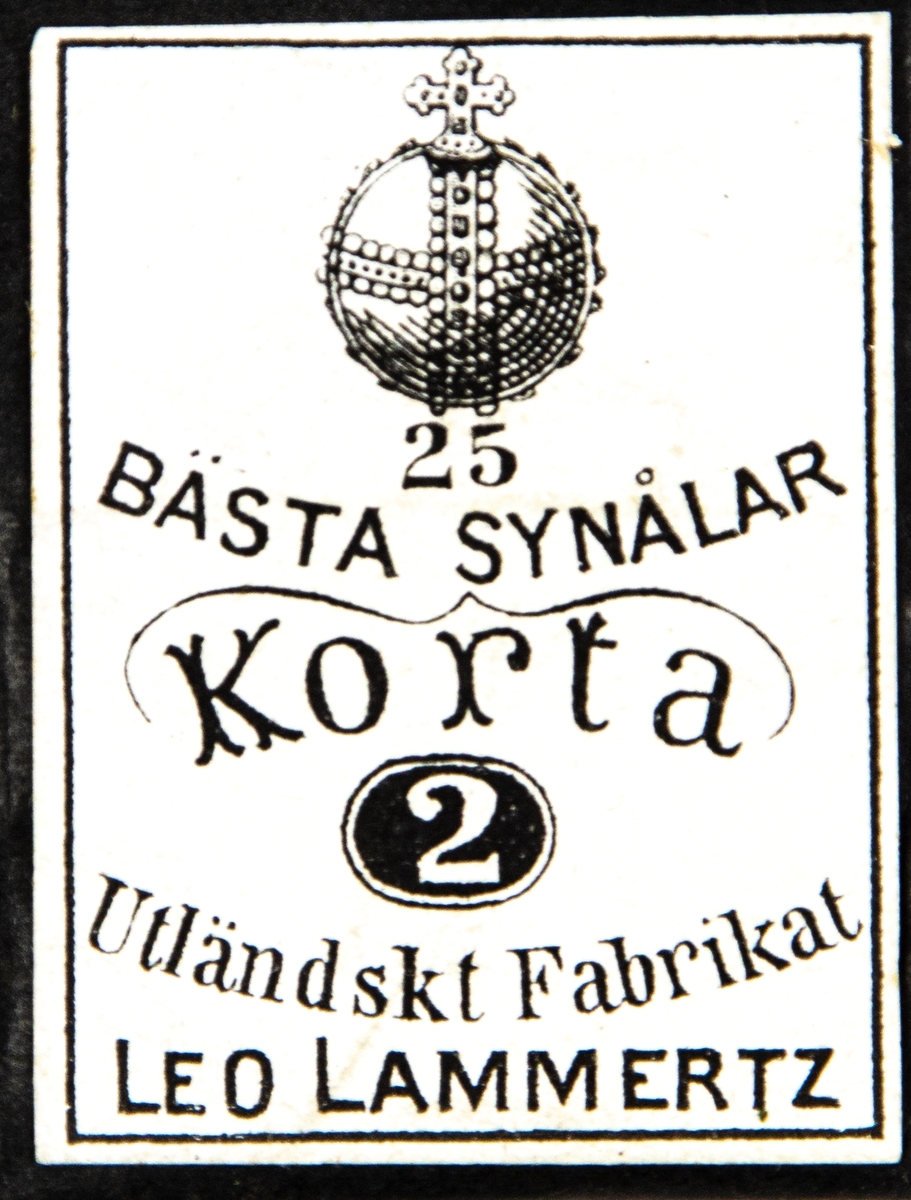 25
BÄSTA SYNÅLAR
Korta
2
Utländskt Fabrikat
LEO LAMMERTZ